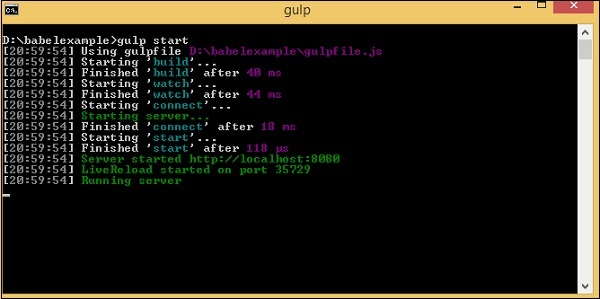 gulp
D:\babelexample>gulp start
[20:59:54] Using gulpfile D:\babelexample\gulpfile.js
[20:59:54] Starting 'build'...
[20:59:54] Finished 'build' after 40 ms
[20:59:54] Starting 'watch'...
[20:59:54] Finished 'watch' after 44 ms
[20:59:54] Starting 'connect'...
[20:59:54] Starting server...
[20:59:54] Finished 'connect' after 18 ms
[20:59:54] Starting 'start'...
[20:59:54] Finished 'start' after 118 µs
[20:59:54] Server started http://localhost:8080
[20:59:54] LiveReload started on port 35729
[20:59:54] Running server